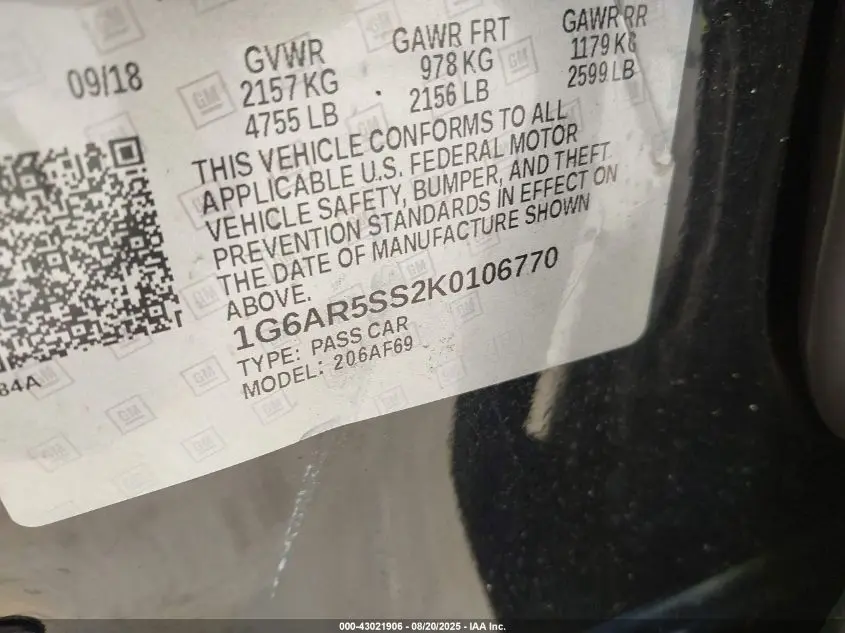 09/18
GVWR
2157 KG
4755 LB
GAWR FRT
978 KG
2156 LB
GAWR RR
1179 KG
2599 LB
THIS VEHICLE CONFORMS TO ALL
APPLICABLE U.S. FEDERAL MOTOR
VEHICLE SAFETY, BUMPER, AND THEFT
PREVENTION STANDARDS IN EFFECT ON
THE DATE OF MANUFACTURE SHOWN
ABOVE.
1G6AR5SS2K0106770
TYPE: PASS CAR
MODEL: 206AF69
84A
GM
000-43021906 - 08/20/2025 - IAA Inc.